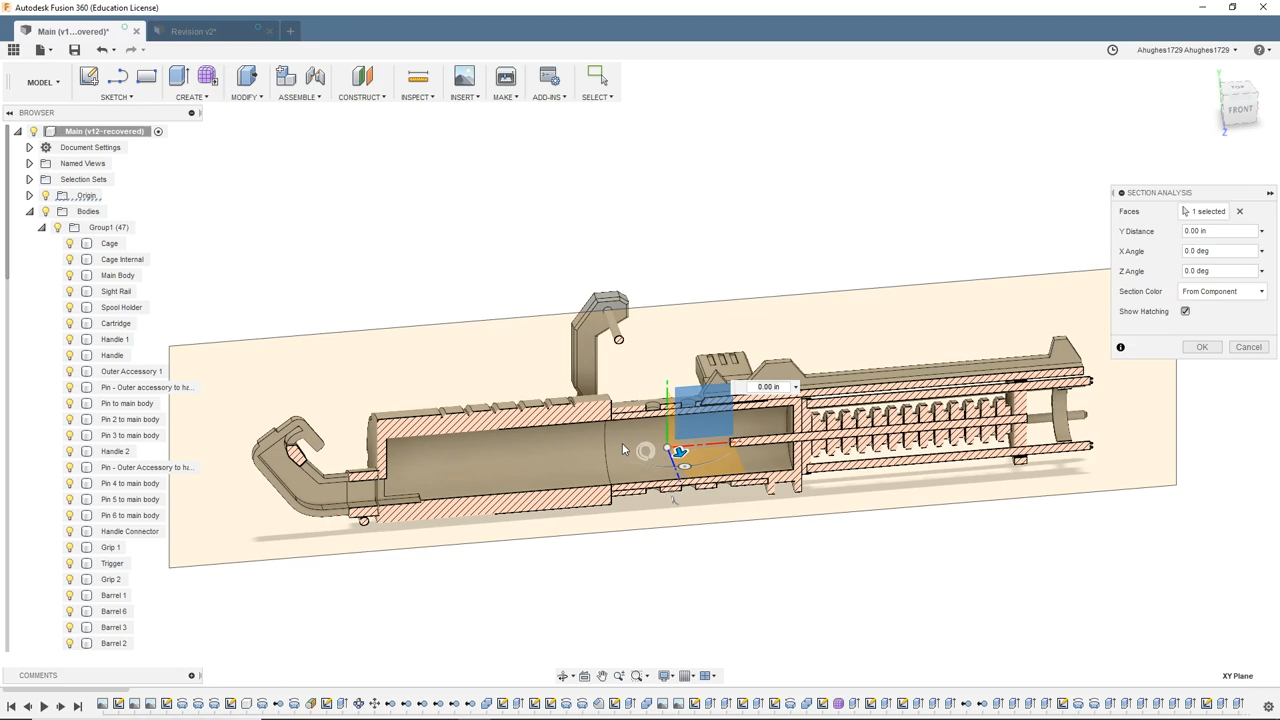 Autodesk Fusion 360 (Education License)
Main (v1...overed)*
Revision v2*
Ahughes1729 Ahughes1729
MODEL
SKETCH
CREATE
MODIFY
ASSEMBLE
CONSTRUCT
INSPECT
INSERT
MAKE
ADD-INS
SELECT
BROWSER
Main (v12-recovered)
Document Settings
Named Views
Selection Sets
Origin
Bodies
Group1 (47)
Cage
Cage Internal
Main Body
Sight Rail
Spool Holder
Cartridge
Handle 1
Handle
Outer Accessory 1
Pin - Outer accessory to ha...
Pin to main body
Pin 2 to main body
Pin 3 to main body
Handle 2
Pin - Outer Accessory to ha...
Pin 4 to main body
Pin 5 to main body
Pin 6 to main body
Handle Connector
Grip 1
Trigger
Grip 2
Barrel 1
Barrel 6
Barrel 3
Barrel 2
0.00 in
TOP
FRONT
Y
Z
SECTION ANALYSIS
Faces 1 selected
Y Distance 0.00 in
X Angle 0.0 deg
Z Angle 0.0 deg
Section Color From Component
Show Hatching
OK Cancel
COMMENTS
XY Plane